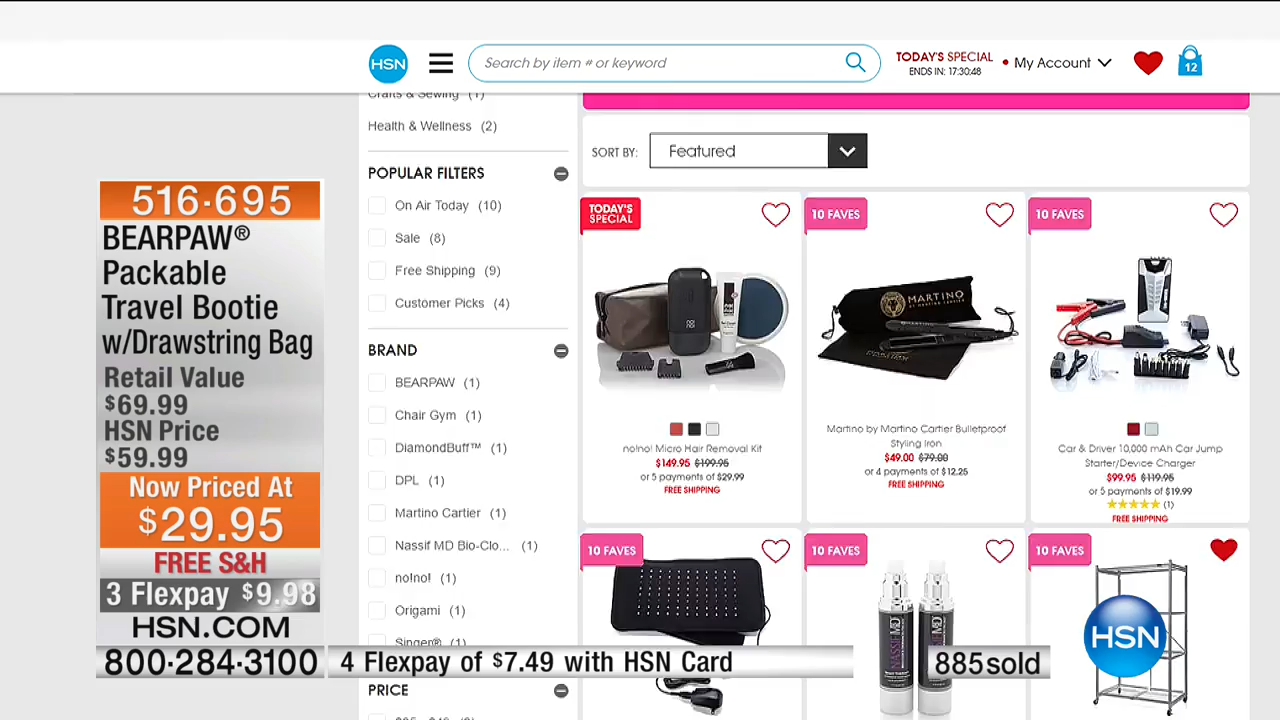 HSN
Search by item # or keyword
TODAY'S SPECIAL
ENDS IN: 17:30:48
My Account
12
Crafts & Sewing (1)
Health & Wellness (2)
POPULAR FILTERS
On Air Today (10)
Sale (8)
Free Shipping (9)
Customer Picks (4)
BRAND
BEARPAW (1)
Chair Gym (1)
DiamondBuff™ (1)
DPL (1)
Martino Cartier (1)
Nassif MD Bio-Clo... (1)
no!no! (1)
Origami (1)
Singer® (1)
PRICE
SORT BY: Featured
TODAY'S
SPECIAL
10 FAVES
10 FAVES
MARTINO
no!no! Micro Hair Removal Kit
$149.95 $199.95
or 5 payments of $29.99
FREE SHIPPING
Martino by Martino Cartier Bulletproof
Styling Iron
$49.00 $79.00
or 4 payments of $12.25
FREE SHIPPING
Car & Driver 10,000 mAh Car Jump
Starter/Device Charger
$99.95 $119.95
or 5 payments of $19.99
(1)
FREE SHIPPING
10 FAVES
10 FAVES
10 FAVES
NASSIF MD
516-695
BEARPAW®
Packable
Travel Bootie
w/Drawstring Bag
Retail Value
$69.99
HSN Price
$59.99
Now Priced At
$29.95
FREE S&H
3 Flexpay $9.98
HSN.COM
800-284-3100
4 Flexpay of $7.49 with HSN Card
885 sold
HSN